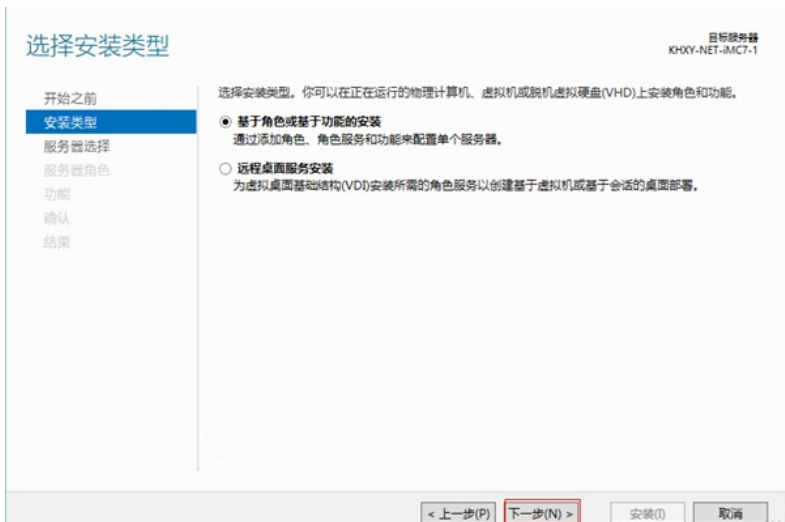 选择安装类型
目标服务器
KHXY-NET-iMC7-1
开始之前
安装类型
服务器选择
服务器角色
功能
确认
结果
选择安装类型。你可以在正在运行的物理计算机、虚拟机或脱机虚拟硬盘(VHD)上安装角色和功能。
基于角色或基于功能的安装
通过添加角色、角色服务和功能来配置单个服务器。
远程桌面服务安装
为虚拟桌面基础结构(VDI)安装所需的角色服务以创建基于虚拟机或基于会话的桌面部署。
< 上一步(P)
下一步(N) >
安装(I)
取消